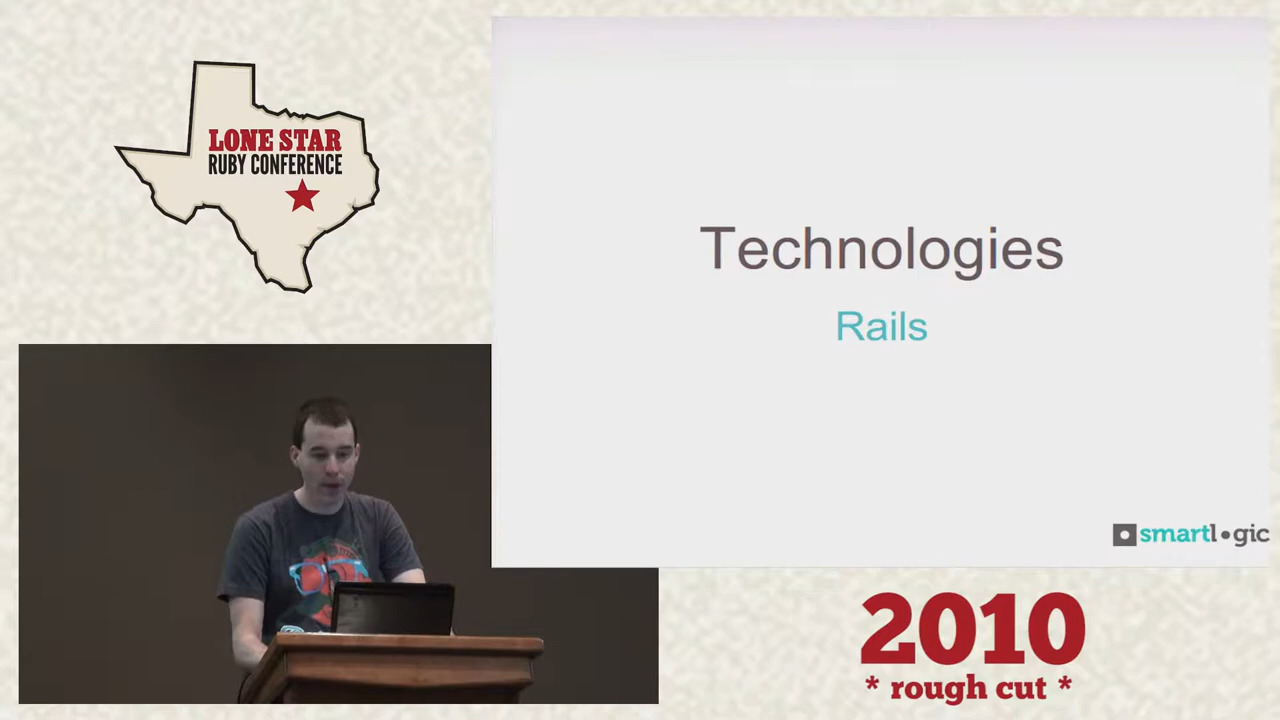 LONE STAR
RUBY CONFERENCE
Technologies
Rails
smartlogic
2010
* rough cut *